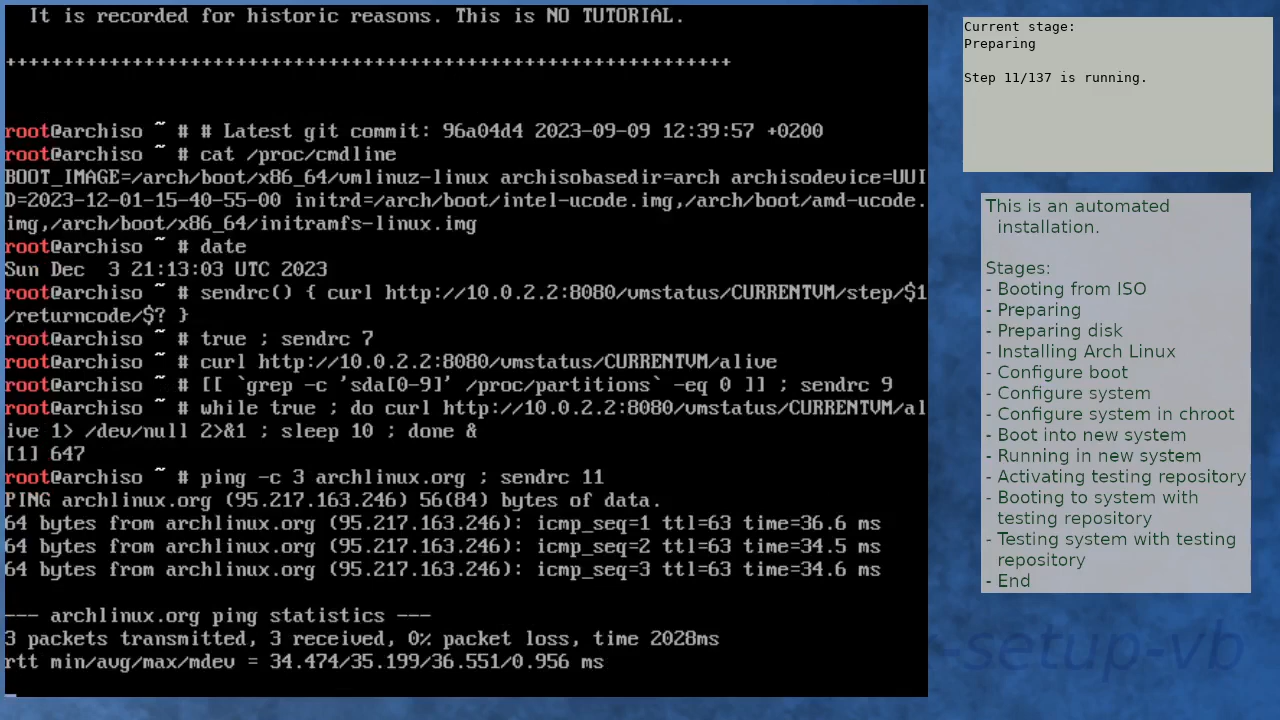 It is recorded for historic reasons. This is NO TUTORIAL.
+++++++++++++++++++++++++++++++++++++++++++++++++++++++++++++++
root@archiso ~ # # Latest git commit: 96a04d4 2023-09-09 12:39:57 +0200
root@archiso ~ # cat /proc/cmdline
BOOT_IMAGE=/arch/boot/x86_64/vmlinuz-linux archisobasedir=arch archisodevice=UUI
D=2023-12-01-15-40-55-00 initrd=/arch/boot/intel-ucode.img,/arch/boot/amd-ucode.
img,/arch/boot/x86_64/initramfs-linux.img
root@archiso ~ # date
Sun Dec  3 21:13:03 UTC 2023
root@archiso ~ # sendrc() { curl http://10.0.2.2:8080/vmstatus/CURRENTVM/step/$1
/returncode/$? }
root@archiso ~ # true ; sendrc 7
root@archiso ~ # curl http://10.0.2.2:8080/vmstatus/CURRENTVM/alive
root@archiso ~ # [[ `grep -c 'sda[0-9]' /proc/partitions` -eq 0 ]] ; sendrc 9
root@archiso ~ # while true ; do curl http://10.0.2.2:8080/vmstatus/CURRENTVM/al
ive 1> /dev/null 2>&1 ; sleep 10 ; done &
[1] 647
root@archiso ~ # ping -c 3 archlinux.org ; sendrc 11
PING archlinux.org (95.217.163.246) 56(84) bytes of data.
64 bytes from archlinux.org (95.217.163.246): icmp_seq=1 ttl=63 time=36.6 ms
64 bytes from archlinux.org (95.217.163.246): icmp_seq=2 ttl=63 time=34.5 ms
64 bytes from archlinux.org (95.217.163.246): icmp_seq=3 ttl=63 time=34.6 ms
--- archlinux.org ping statistics ---
3 packets transmitted, 3 received, 0% packet loss, time 2028ms
rtt min/avg/max/mdev = 34.474/35.199/36.551/0.956 ms
Current stage:
Preparing
Step 11/137 is running.
This is an automated
installation.
Stages:
- Booting from ISO
- Preparing
- Preparing disk
- Installing Arch Linux
- Configure boot
- Configure system
- Configure system in chroot
- Boot into new system
- Running in new system
- Activating testing repository
- Booting to system with
testing repository
- Testing system with testing
repository
- End
-setup-vb